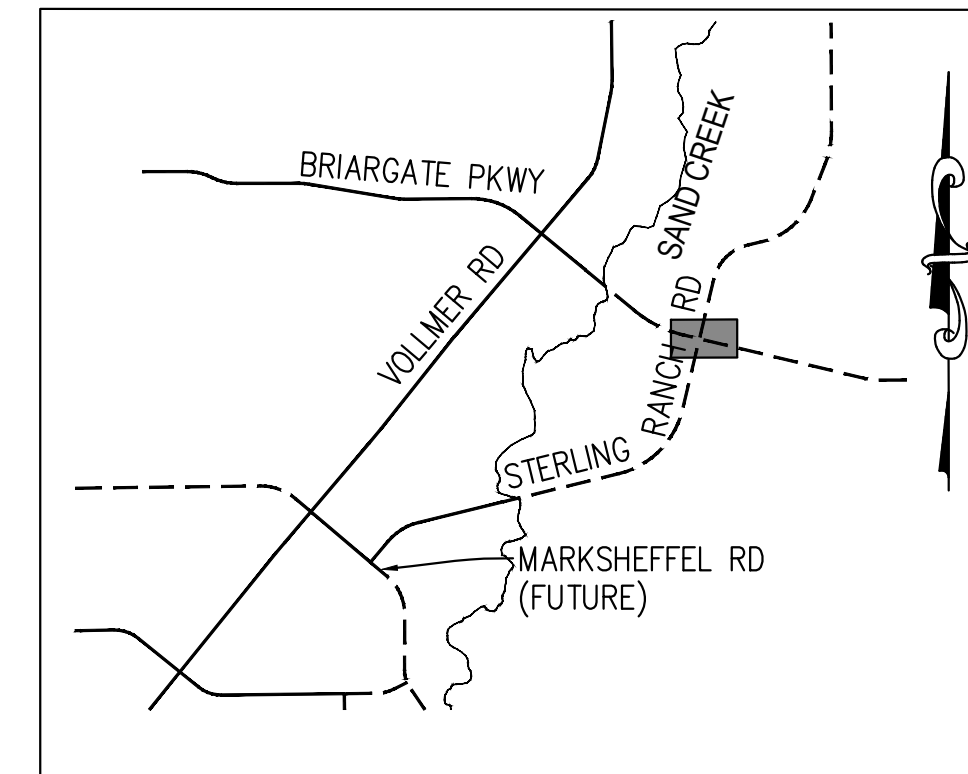 BRIARGATE PKWY
SAND CREEK
VOLLMER RD
STERLING RANCH RD
MARKSHEFFEL RD
(FUTURE)